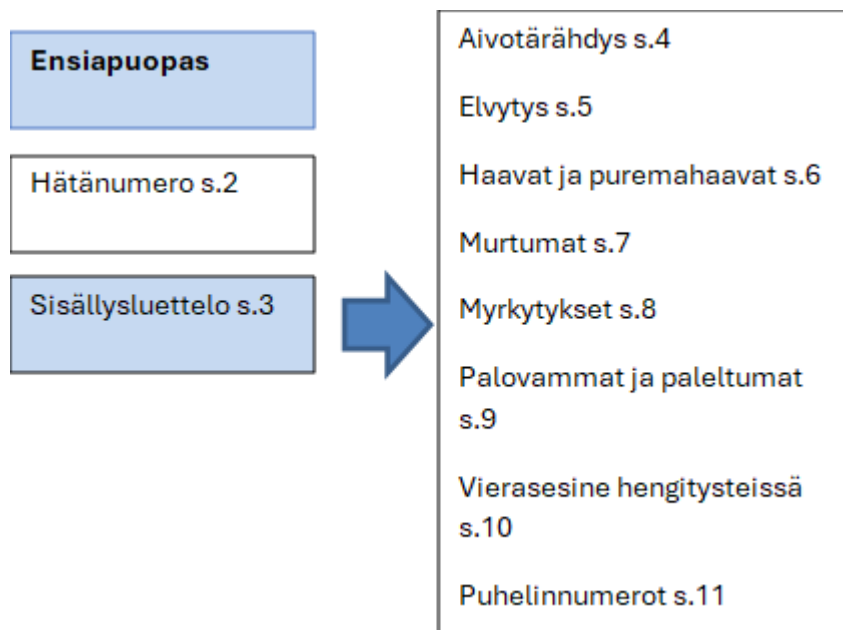 Ensiapuopas
Hätänumero s.2
Sisällysluettelo s.3
Aivotärähdys s.4
Elvytys s.5
Haavat ja puremahaavat s.6
Murtumat s.7
Myrkytykset s.8
Palovammat ja paleltumat
s.9
Vierasesine hengitysteissä
s.10
Puhelinnumerot s.11